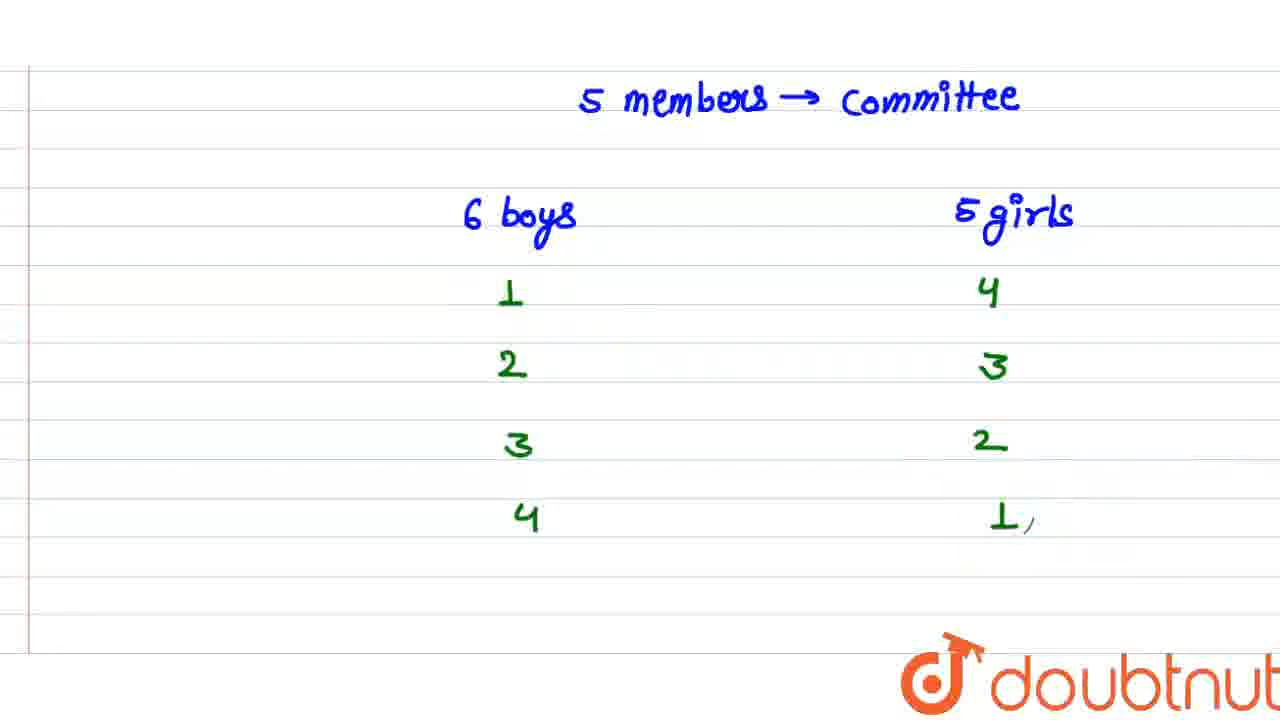 5 members → committee
6 boys 5 girls
1 4
2 3
3 2
4 1,
doubtnut